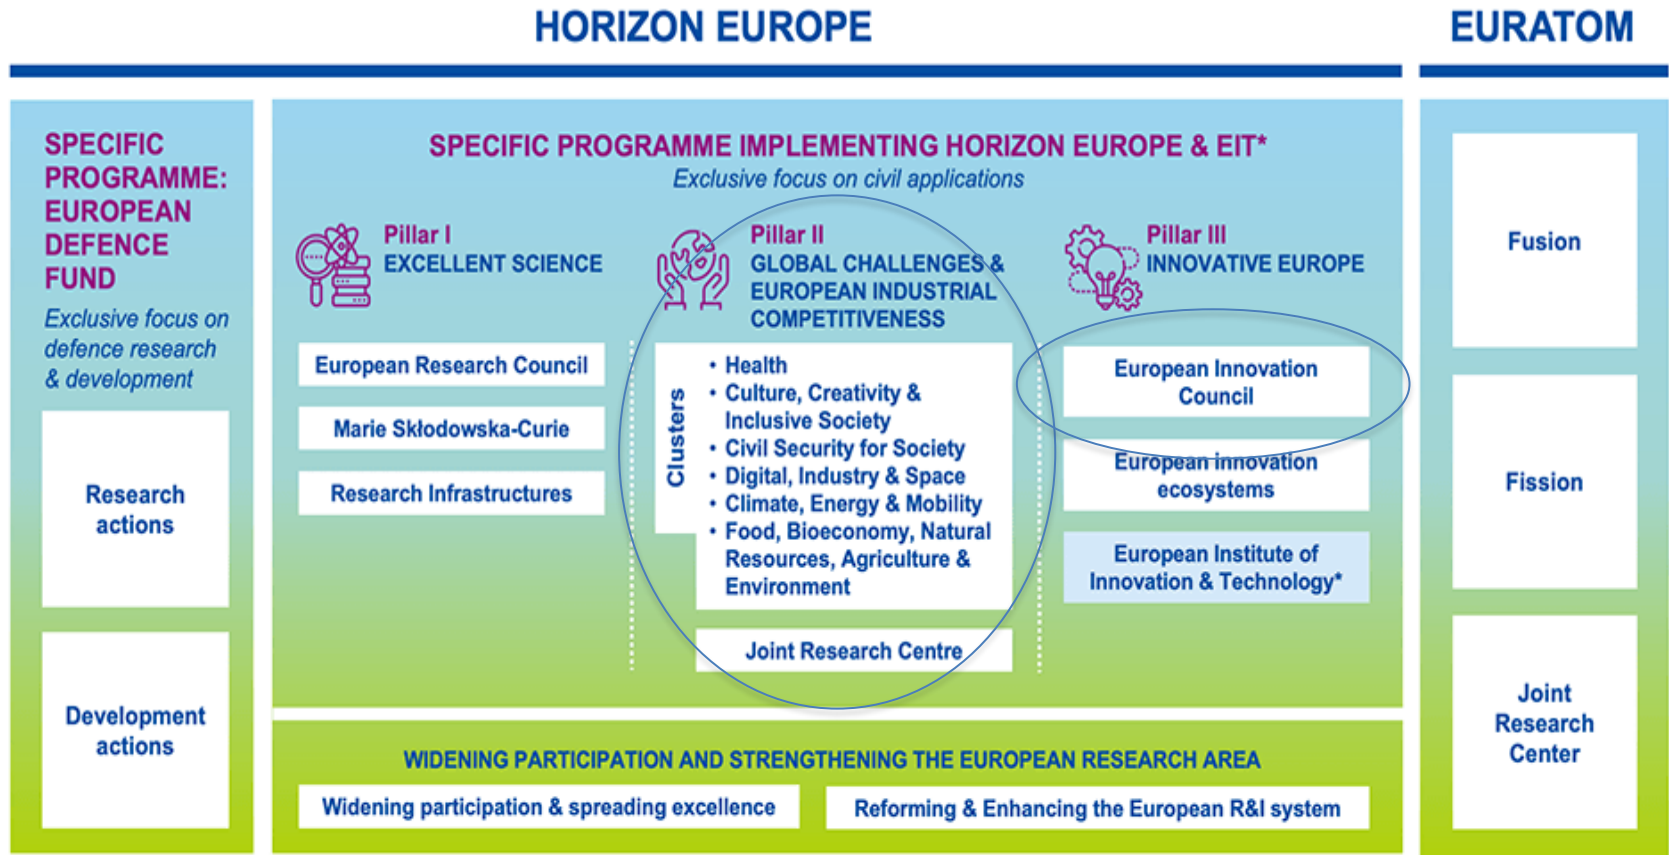 HORIZON EUROPE
EURATOM
SPECIFIC
PROGRAMME:
EUROPEAN
DEFENCE
FUND
Exclusive focus on
defence research
& development
Research
actions
Development
actions
SPECIFIC PROGRAMME IMPLEMENTING HORIZON EUROPE & EIT*
Exclusive focus on civil applications
Pillar I
EXCELLENT SCIENCE
European Research Council
Marie Skłodowska-Curie
Research Infrastructures
Pillar II
GLOBAL CHALLENGES &
EUROPEAN INDUSTRIAL
COMPETITIVENESS
Clusters
• Health
• Culture, Creativity &
Inclusive Society
• Civil Security for Society
• Digital, Industry & Space
• Climate, Energy & Mobility
• Food, Bioeconomy, Natural
Resources, Agriculture &
Environment
Joint Research Centre
Pillar III
INNOVATIVE EUROPE
European Innovation
Council
European innovation
ecosystems
European Institute of
Innovation & Technology*
WIDENING PARTICIPATION AND STRENGTHENING THE EUROPEAN RESEARCH AREA
Widening participation & spreading excellence
Reforming & Enhancing the European R&I system
Fusion
Fission
Joint
Research
Center